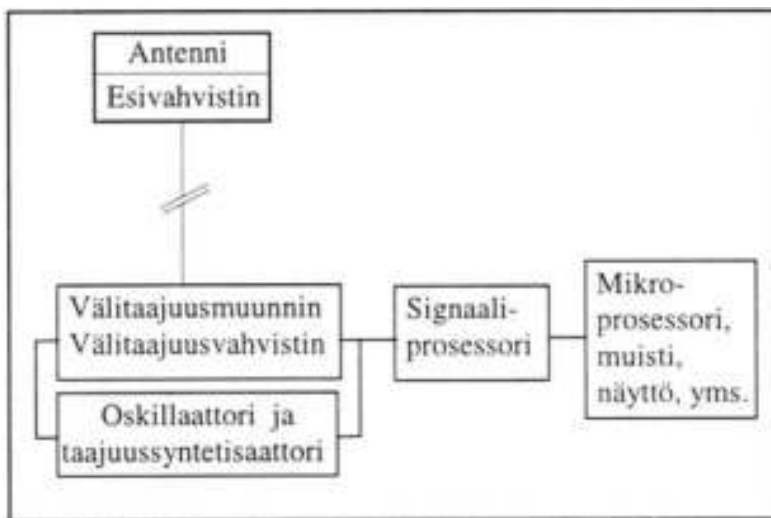 Antenni
Esivahvistin
Välitaajuusmuunnin
Välitaajuusvahvistin
Oskillaattori ja
taajuussyntetisaattori
Signaali-
prosessori
Mikro-
prosessori,
muisti,
näyttö, yms.